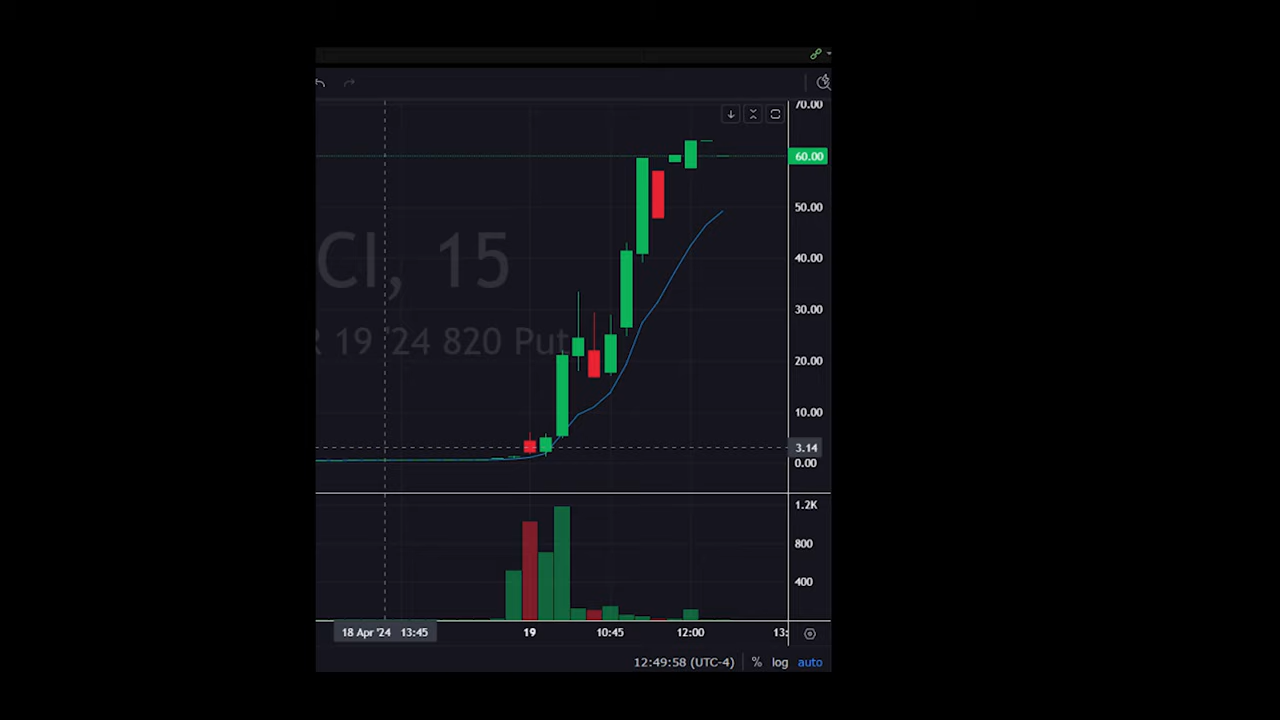 70.00
60.00
50.00
CI, 15
40.00
30.00
19 '24 820 Put
20.00
10.00
3.14
0.00
1.2K
800
400
18 Apr '24 13:45 19 10:45 12:00 13:
12:49:58 (UTC-4) % log auto